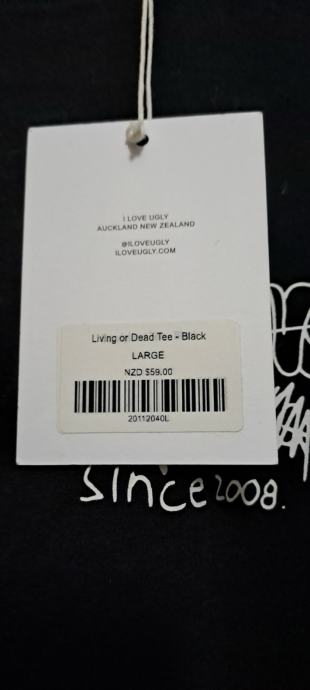 I LOVE UGLY
AUCKLAND NEW ZEALAND
@ILOVEUGLY
ILOVEUGLY.COM
Living or Dead Tee - Black
LARGE
NZD $59.00
20112040L
since 2008.